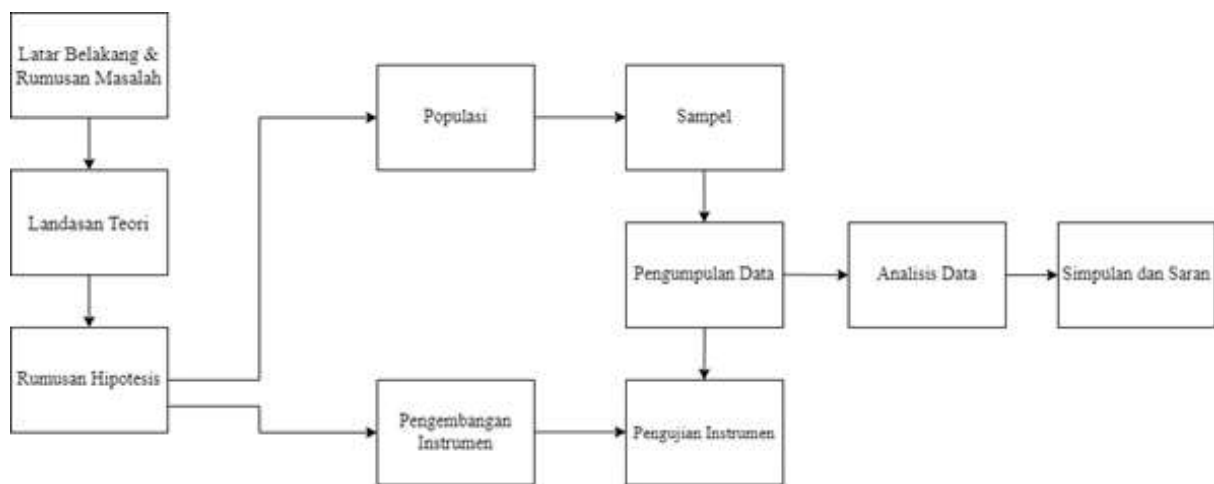 Latar Belakang &
Rumusan Masalah
Populasi
Sampel
Landasan Teori
Pengumpulan Data
Analisis Data
Simpulan dan Saran
Rumusan Hipotesis
Pengembangan
Instrumen
Pengujian Instrumen